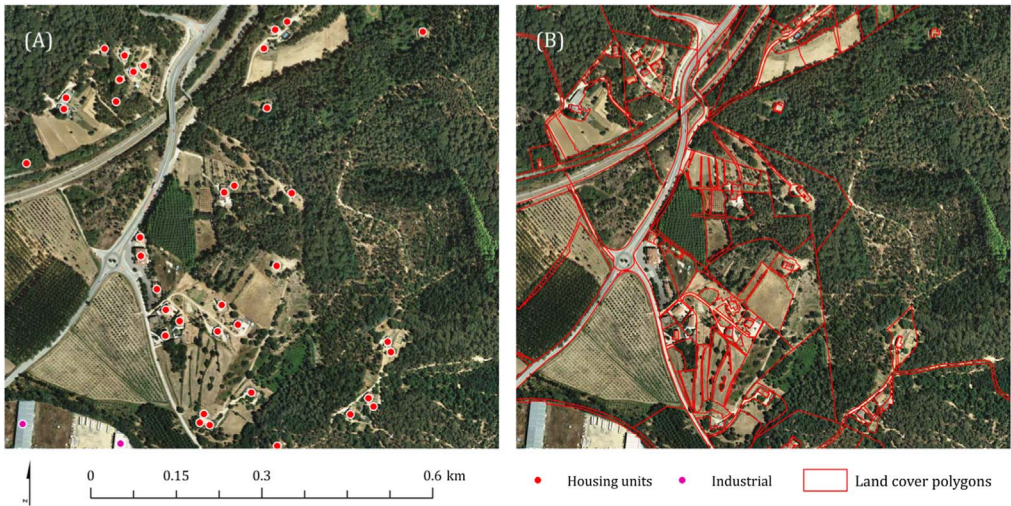 (A)
(B)
0 0.15 0.3 0.6 km
Housing units
Industrial
Land cover polygons
z